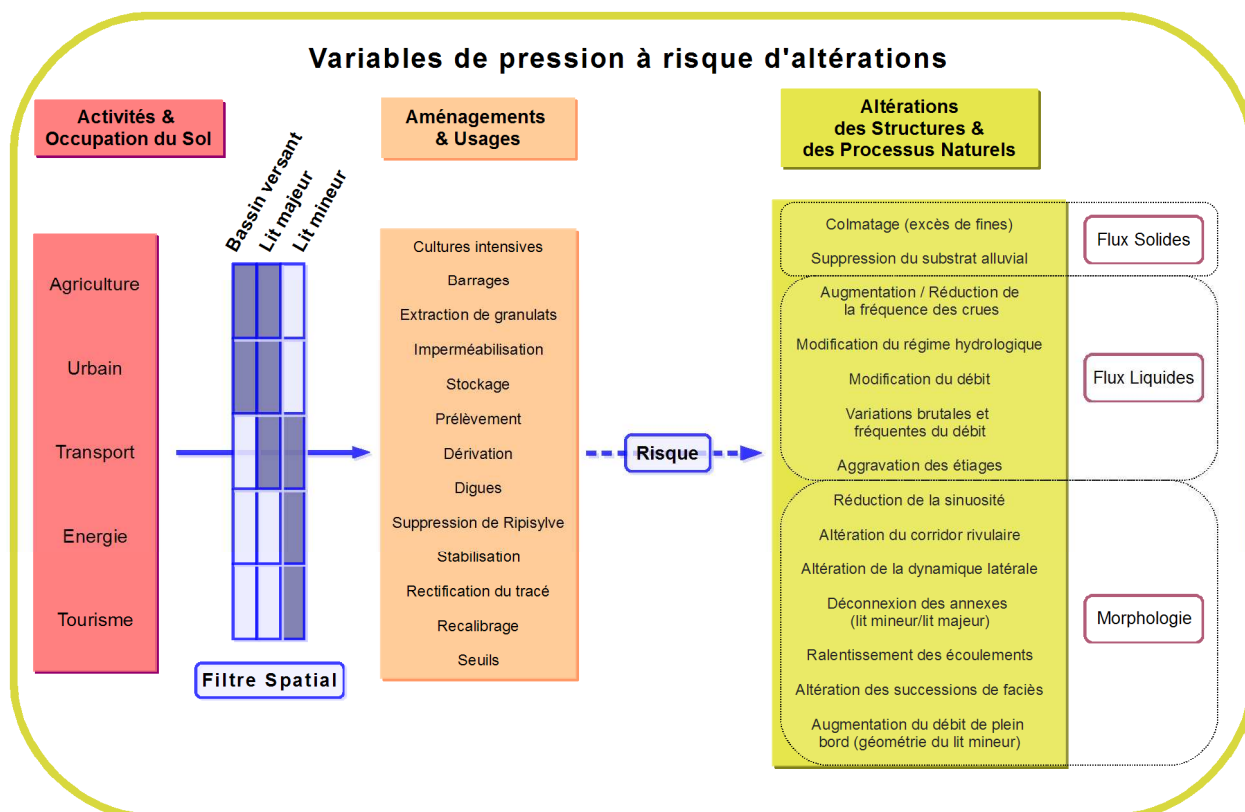 Variables de pression à risque d'altérations
Activités &
Occupation du Sol
Bassin versant
Lit majeur
Lit mineur
Aménagements
& Usages
Altérations
des Structures &
des Processus Naturels
Agriculture
Urbain
Transport
Energie
Tourisme
Filtre Spatial
Cultures intensives
Barrages
Extraction de granulats
Imperméabilisation
Stockage
Prélèvement
Dérivation
Digues
Suppression de Ripisylve
Stabilisation
Rectification du tracé
Recalibrage
Seuils
Risque
Colmatage (excès de fines)
Suppression du substrat alluvial
Flux Solides
Augmentation / Réduction de
la fréquence des crues
Modification du régime hydrologique
Modification du débit
Variations brutales et
fréquentes du débit
Aggravation des étiages
Flux Liquides
Réduction de la sinuosité
Altération du corridor rivulaire
Altération de la dynamique latérale
Déconnexion des annexes
(lit mineur/lit majeur)
Ralentissement des écoulements
Altération des successions de faciès
Augmentation du débit de plein
bord (géométrie du lit mineur)
Morphologie